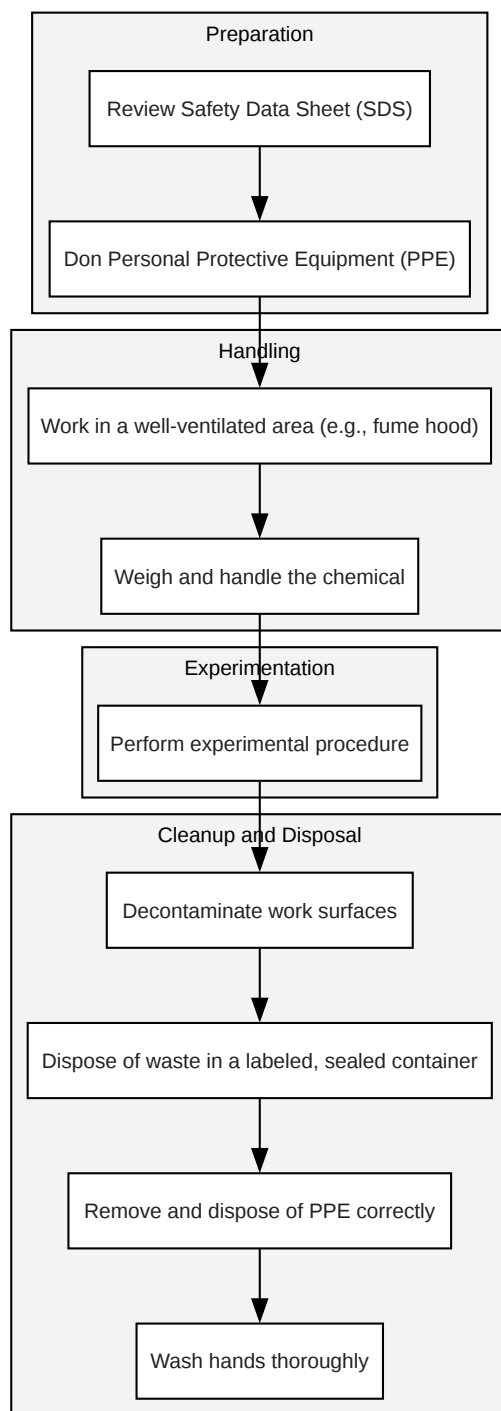 Preparation
Review Safety Data Sheet (SDS)
Don Personal Protective Equipment (PPE)
Handling
Work in a well-ventilated area (e.g., fume hood)
Weigh and handle the chemical
Experimentation
Perform experimental procedure
Cleanup and Disposal
Decontaminate work surfaces
Dispose of waste in a labeled, sealed container
Remove and dispose of PPE correctly
Wash hands thoroughly